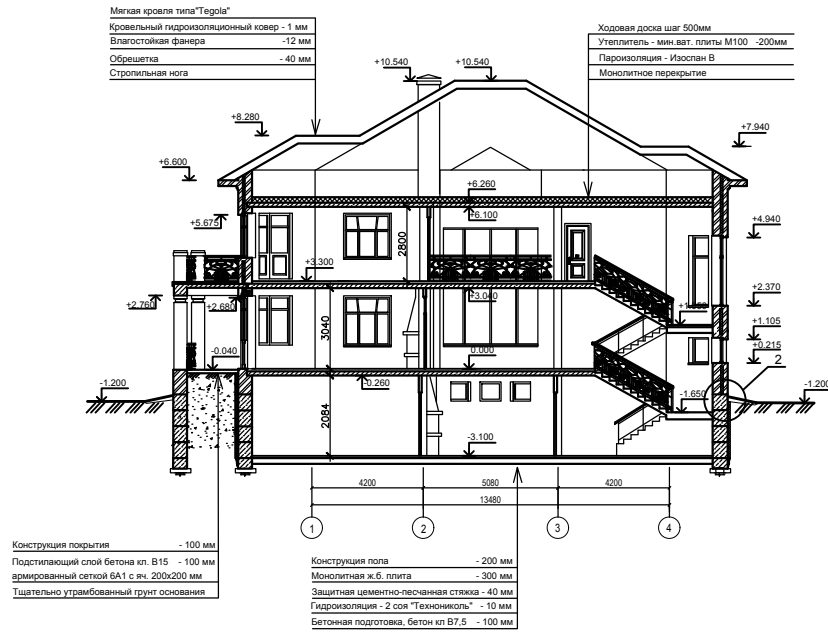 Мягкая кровля типа"Tegola"
Кровельный гидроизоляционный ковер - 1 мм
Влагостойкая фанера -12 мм
Обрешетка - 40 мм
Стропильная нога
Ходовая доска шаг 500мм
Утеплитель - мин.ват. плиты М100 -200мм
Пароизоляция - Изоспан В
Монолитное перекрытие
+10.540
+10.540
+8.280
+7.940
+6.600
+6.260
+6.100
+5.675
+4.940
2800
+3.300
+3.040
+2.760
+2.680
+2.370
+1.105
3040
+0.215
-0.040
0.000
2
-0.260
-1.200
-1.200
2084
-1.650
-3.100
4200
5080
4200
13480
1
2
3
4
Конструкция покрытия - 100 мм
Подстилающий слой бетона кл. В15 - 100 мм
армированный сеткой 6А1 с яч. 200х200 мм
Тщательно утрамбованный грунт основания
Конструкция пола - 200 мм
Монолитная ж.б. плита - 300 мм
Защитная цементно-песчанная стяжка - 40 мм
Гидроизоляция - 2 соя "Технониколь" - 10 мм
Бетонная подготовка, бетон кл В7,5 - 100 мм